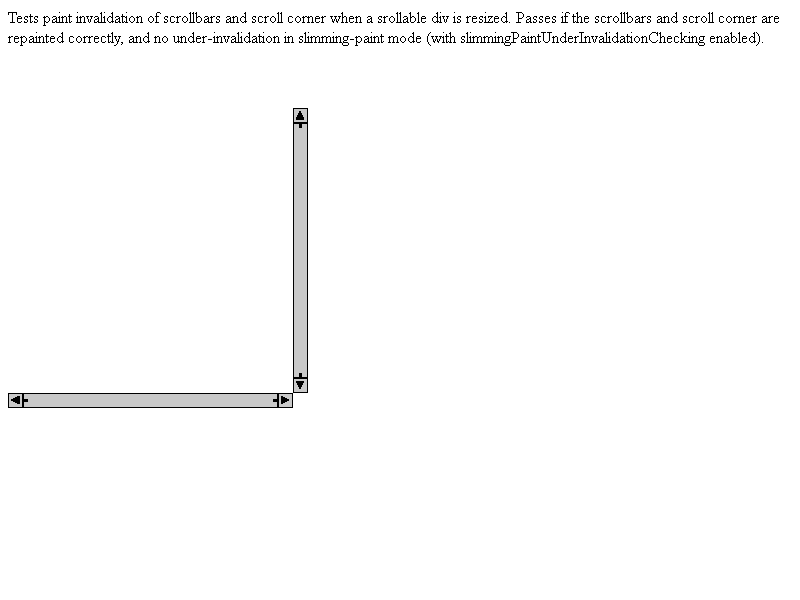 Tests paint invalidation of scrollbars and scroll corner when a srollable div is resized. Passes if the scrollbars and scroll corner are
repainted correctly, and no under-invalidation in slimming-paint mode (with slimmingPaintUnderInvalidationChecking enabled).